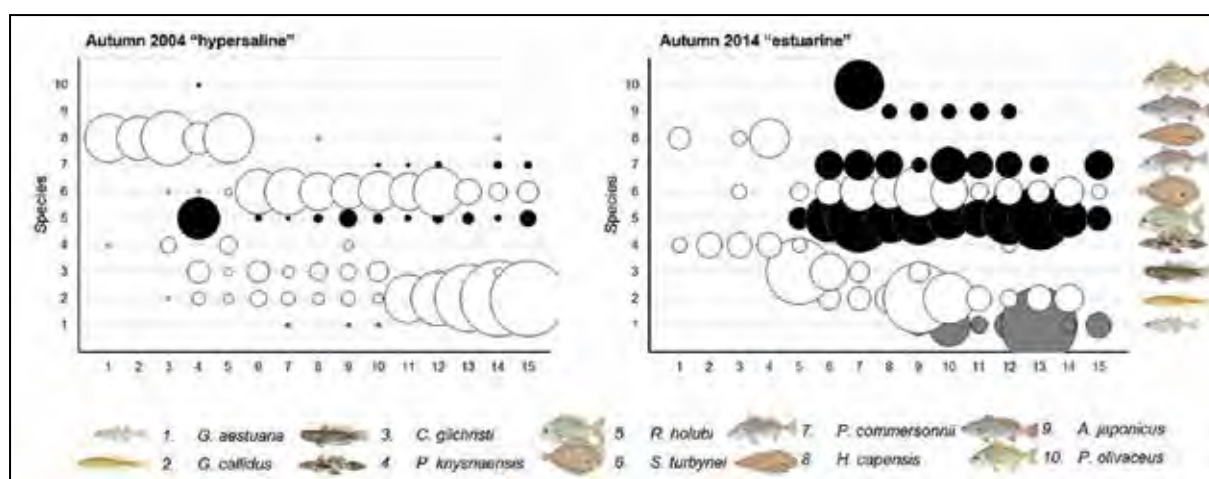 Autumn 2004 "hypersaline"
Autumn 2014 "estuarine"
Species
10
9
8
7
6
5
4
3
2
1
1 2 3 4 5 6 7 8 9 10 11 12 13 14 15
Species
10
9
8
7
6
5
4
3
2
1
1 2 3 4 5 6 7 8 9 10 11 12 13 14 15
1. G. aestuaria 3. C. gilchristi 5. R. holubi 7. P. commersonnii 9. A. japonicus
2. G. callidus 4 P. knysnaensis 6. S. turbynei 8. H. capensis 10. P. olivaceus